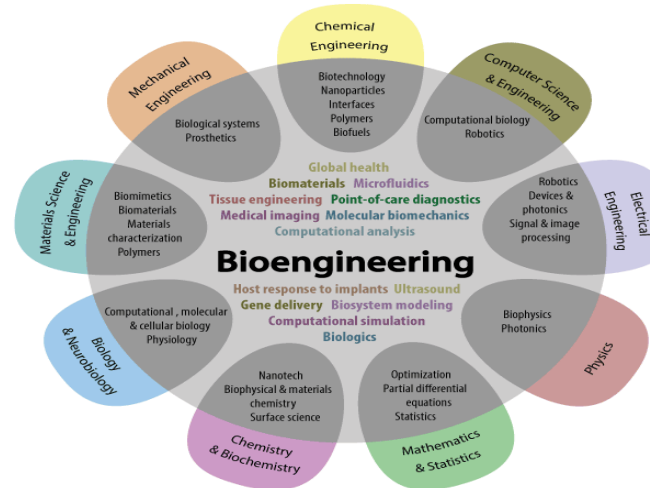 Chemical
Engineering
Biotechnology
Nanoparticles
Interfaces
Polymers
Biofuels
Computer Science
& Engineering
Computational biology
Robotics
Electrical
Engineering
Robotics
Devices &
photonics
Signal & image
processing
Physics
Biophysics
Photonics
Mathematics
& Statistics
Optimization
Partial differential
equations
Statistics
Chemistry
& Biochemistry
Nanotech
Biophysical & materials
chemistry
Surface science
Biology
& Neurobiology
Computational , molecular
& cellular biology
Physiology
Materials Science
& Engineering
Biomimetics
Biomaterials
Materials
characterization
Polymers
Mechanical
Engineering
Biological systems
Prosthetics
Global health
Biomaterials Microfluidics
Tissue engineering Point-of-care diagnostics
Medical imaging Molecular biomechanics
Computational analysis
Bioengineering
Host response to implants Ultrasound
Gene delivery Biosystem modeling
Computational simulation
Biologics